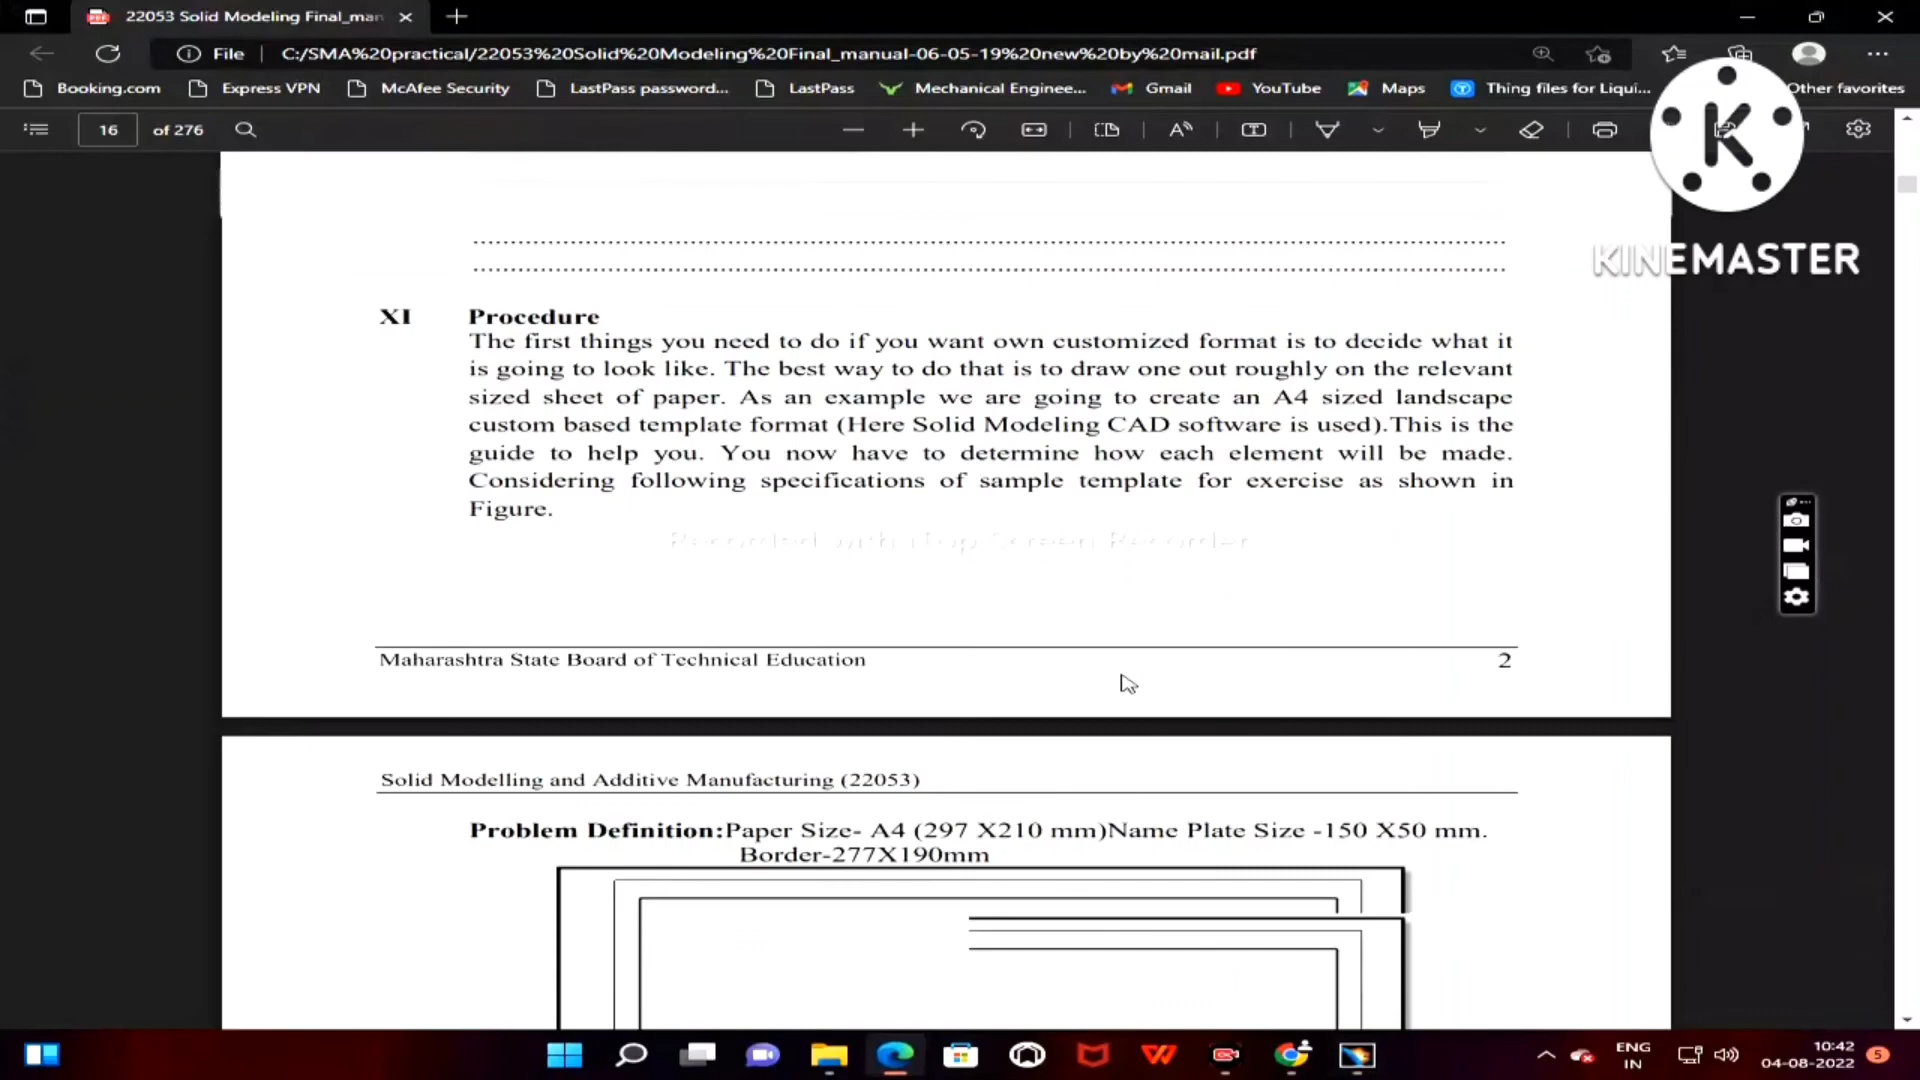 22053 Solid Modeling Final_man
File C:/SMA%20practical/22053%20Solid%20Modeling%20Final_manual-06-05-19%20new%20by%20mail.pdf
Booking.com Express VPN McAfee Security LastPass password... LastPass Mechanical Enginee... Gmail YouTube Maps Thing files for Liqui... Other favorites
16 of 276
K
KINEMASTER
XI Procedure
The first things you need to do if you want own customized format is to decide what it
is going to look like. The best way to do that is to draw one out roughly on the relevant
sized sheet of paper. As an example we are going to create an A4 sized landscape
custom based template format (Here Solid Modeling CAD software is used).This is the
guide to help you. You now have to determine how each element will be made.
Considering following specifications of sample template for exercise as shown in
Figure.
Recorded with iTop Screen Recorder
Maharashtra State Board of Technical Education 2
Solid Modelling and Additive Manufacturing (22053)
Problem Definition:Paper Size- A4 (297 X210 mm)Name Plate Size -150 X50 mm.
Border-277X190mm
ENG
IN
10:42
04-08-2022
5